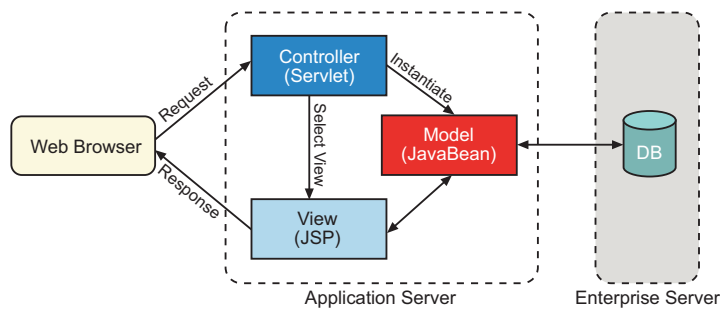 Controller
(Servlet)
Instantiate
Request
Select View
Web Browser
Model
(JavaBean)
DB
Response
View
(JSP)
Application Server
Enterprise Server